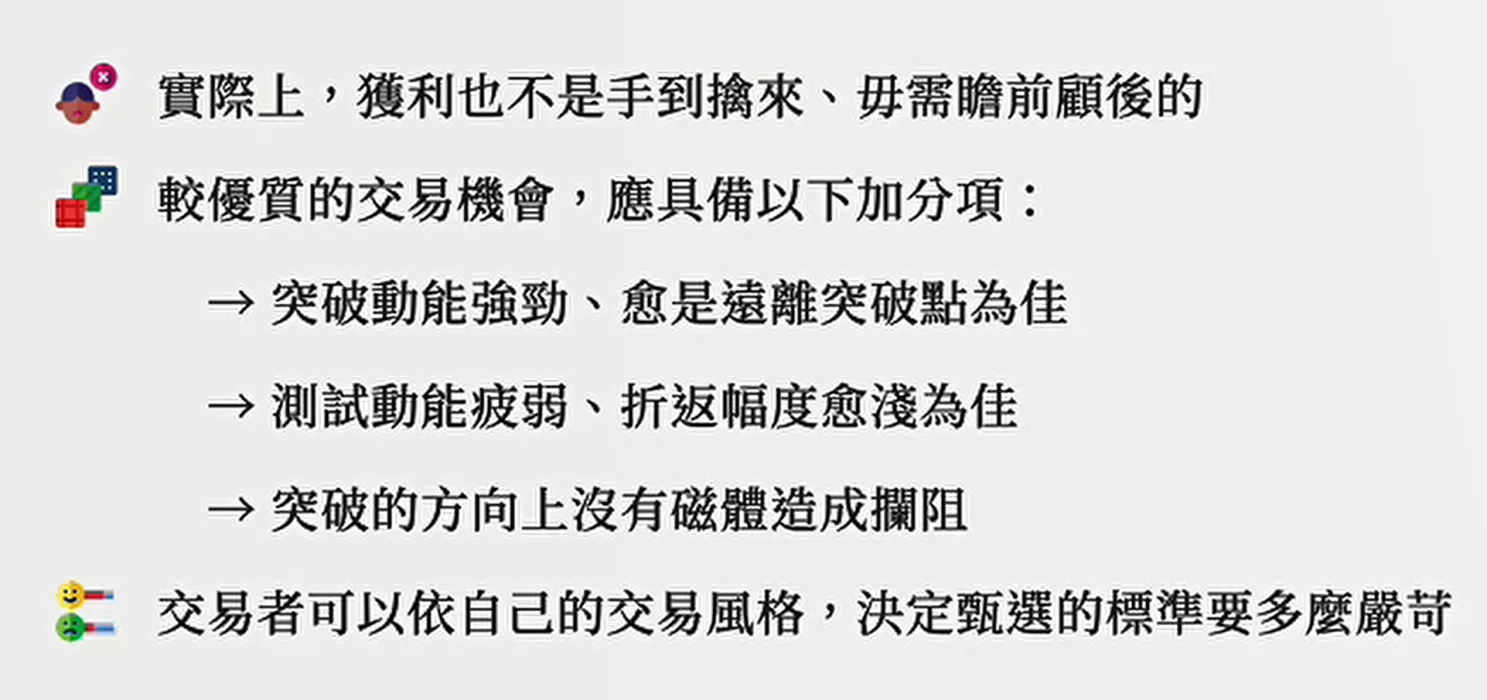 實際上，獲利也不是手到擒來、毋需瞻前顧後的
較優質的交易機會，應具備以下加分項：
→ 突破動能強勁、愈是遠離突破點為佳
→ 測試動能疲弱、折返幅度愈淺為佳
→ 突破的方向上沒有磁體造成攔阻
交易者可以依自己的交易風格，決定甄選的標準要多麼嚴苛